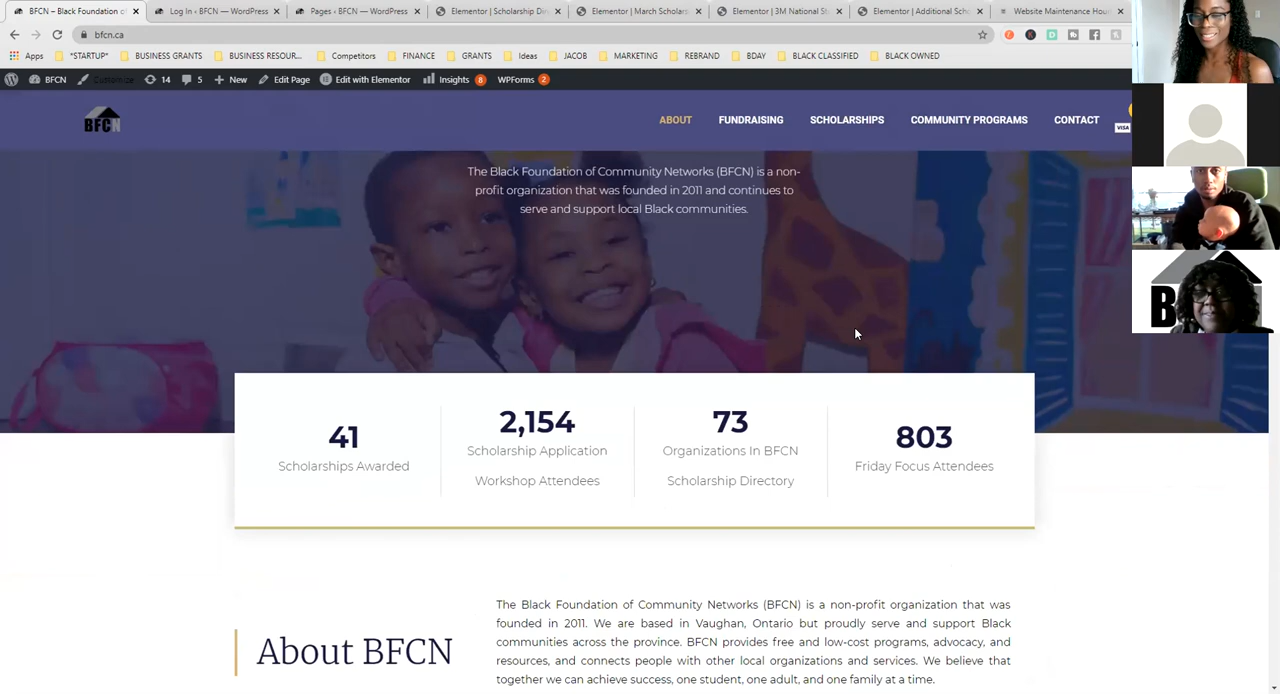 BFCN – Black Foundation of
Log In ‹ BFCN — WordPress
Pages ‹ BFCN — WordPress
Elementor | Scholarship Di
Elementor | March Scholars
Elementor | 3M National St
Elementor | Additional Sch
Website Maintenance Hou
bfcn.ca
Apps
*STARTUP*
BUSINESS GRANTS
BUSINESS RESOUR...
Competitors
FINANCE
GRANTS
Ideas
JACOB
MARKETING
REBRAND
BDAY
BLACK CLASSIFIED
BLACK OWNED
BFCN
Customize
14
5
New
Edit Page
Edit with Elementor
Insights 8
WPForms 2
BFCN
ABOUT
FUNDRAISING
SCHOLARSHIPS
COMMUNITY PROGRAMS
CONTACT
VISA
The Black Foundation of Community Networks (BFCN) is a non-
profit organization that was founded in 2011 and continues to
serve and support local Black communities.
B
41
Scholarships Awarded
2,154
Scholarship Application
Workshop Attendees
73
Organizations In BFCN
Scholarship Directory
803
Friday Focus Attendees
About BFCN
The Black Foundation of Community Networks (BFCN) is a non-profit organization that was
founded in 2011. We are based in Vaughan, Ontario but proudly serve and support Black
communities across the province. BFCN provides free and low-cost programs, advocacy, and
resources, and connects people with other local organizations and services. We believe that
together we can achieve success, one student, one adult, and one family at a time.